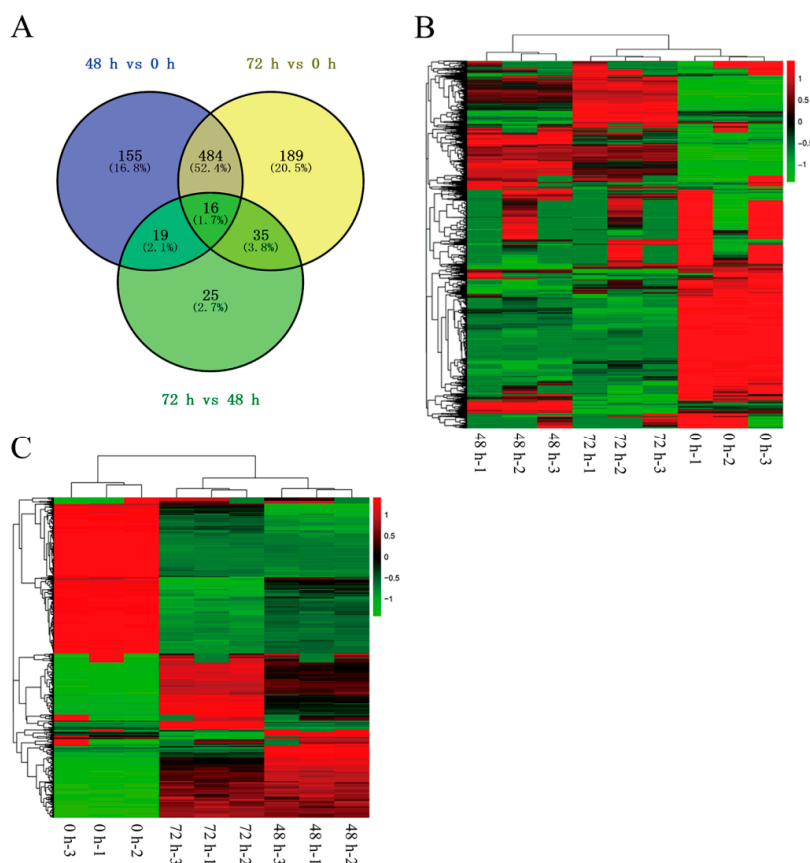 A
48 h vs 0 h
72 h vs 0 h
155
(16.8%)
484
(52.4%)
189
(20.5%)
16
(1.7%)
19
(2.1%)
35
(3.8%)
25
(2.7%)
72 h vs 48 h
B
1
0.5
0
−0.5
−1
48 h-1
48 h-2
48 h-3
72 h-1
72 h-2
72 h-3
0 h-1
0 h-2
0 h-3
C
1
0.5
0
−0.5
−1
0 h-3
0 h-1
0 h-2
72 h-3
72 h-1
72 h-2
48 h-3
48 h-1
48 h-2